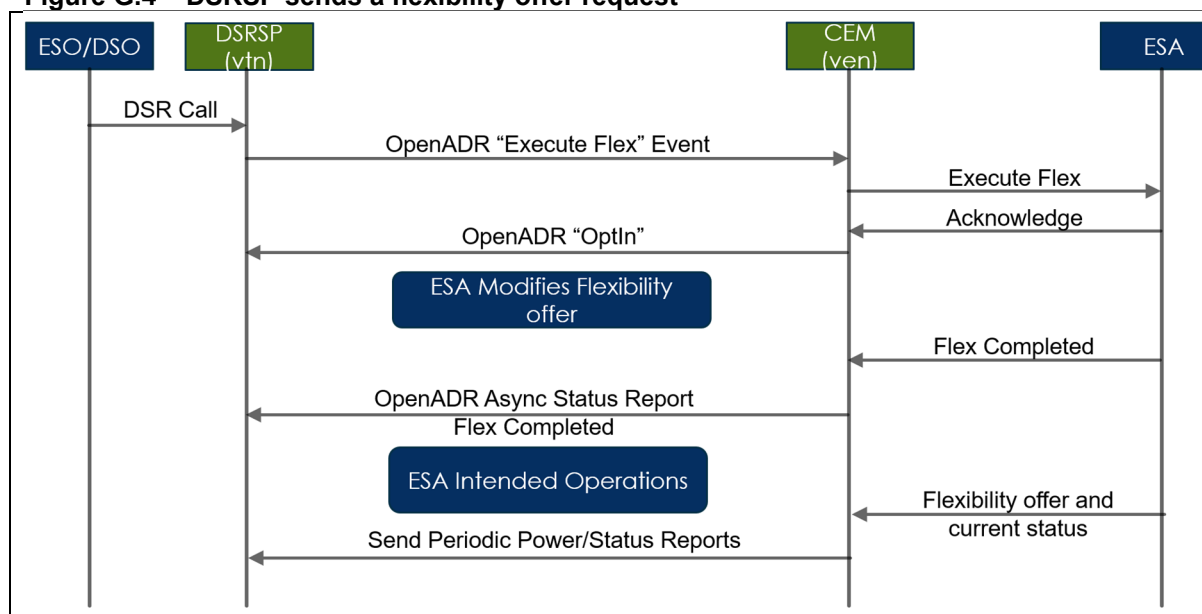 Figure G.4 – DSRSP sends a flexibility offer request
ESO/DSO
DSRSP
(vtn)
CEM
(ven)
ESA
DSR Call
OpenADR “Execute Flex” Event
Execute Flex
Acknowledge
OpenADR “OptIn”
ESA Modifies Flexibility
offer
Flex Completed
OpenADR Async Status Report
Flex Completed
ESA Intended Operations
Flexibility offer and
current status
Send Periodic Power/Status Reports